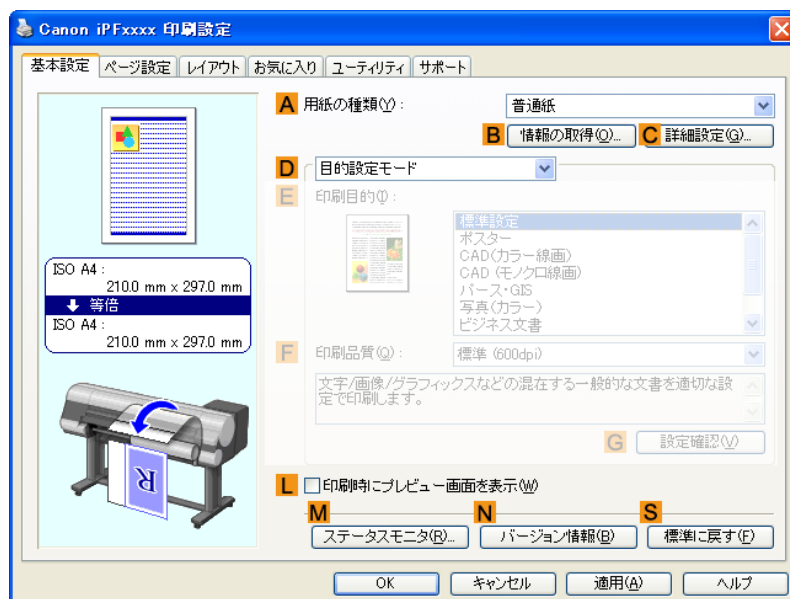 Canon iPFxxxx 印刷設定
基本設定 ページ設定 レイアウト お気に入り ユーティリティ サポート
A 用紙の種類(Y): 普通紙
B 情報の取得(O)... C 詳細設定(G)...
D 目的設定モード
E 印刷目的(I):
標準設定
ポスター
CAD(カラー線画)
CAD (モノクロ線画)
パース・GIS
写真(カラー)
ビジネス文書
ISO A4 :
210.0 mm x 297.0 mm
等倍
ISO A4 :
210.0 mm x 297.0 mm
F 印刷品質(Q): 標準 (600dpi)
文字/画像/グラフィックスなどの混在する一般的な文書を適切な設
定で印刷します。
G 設定確認(V)
R
L 印刷時にプレビュー画面を表示(W)
M N S
ステータスモニタ(R)... バージョン情報(B) 標準に戻す(F)
OK キャンセル 適用(A) ヘルプ